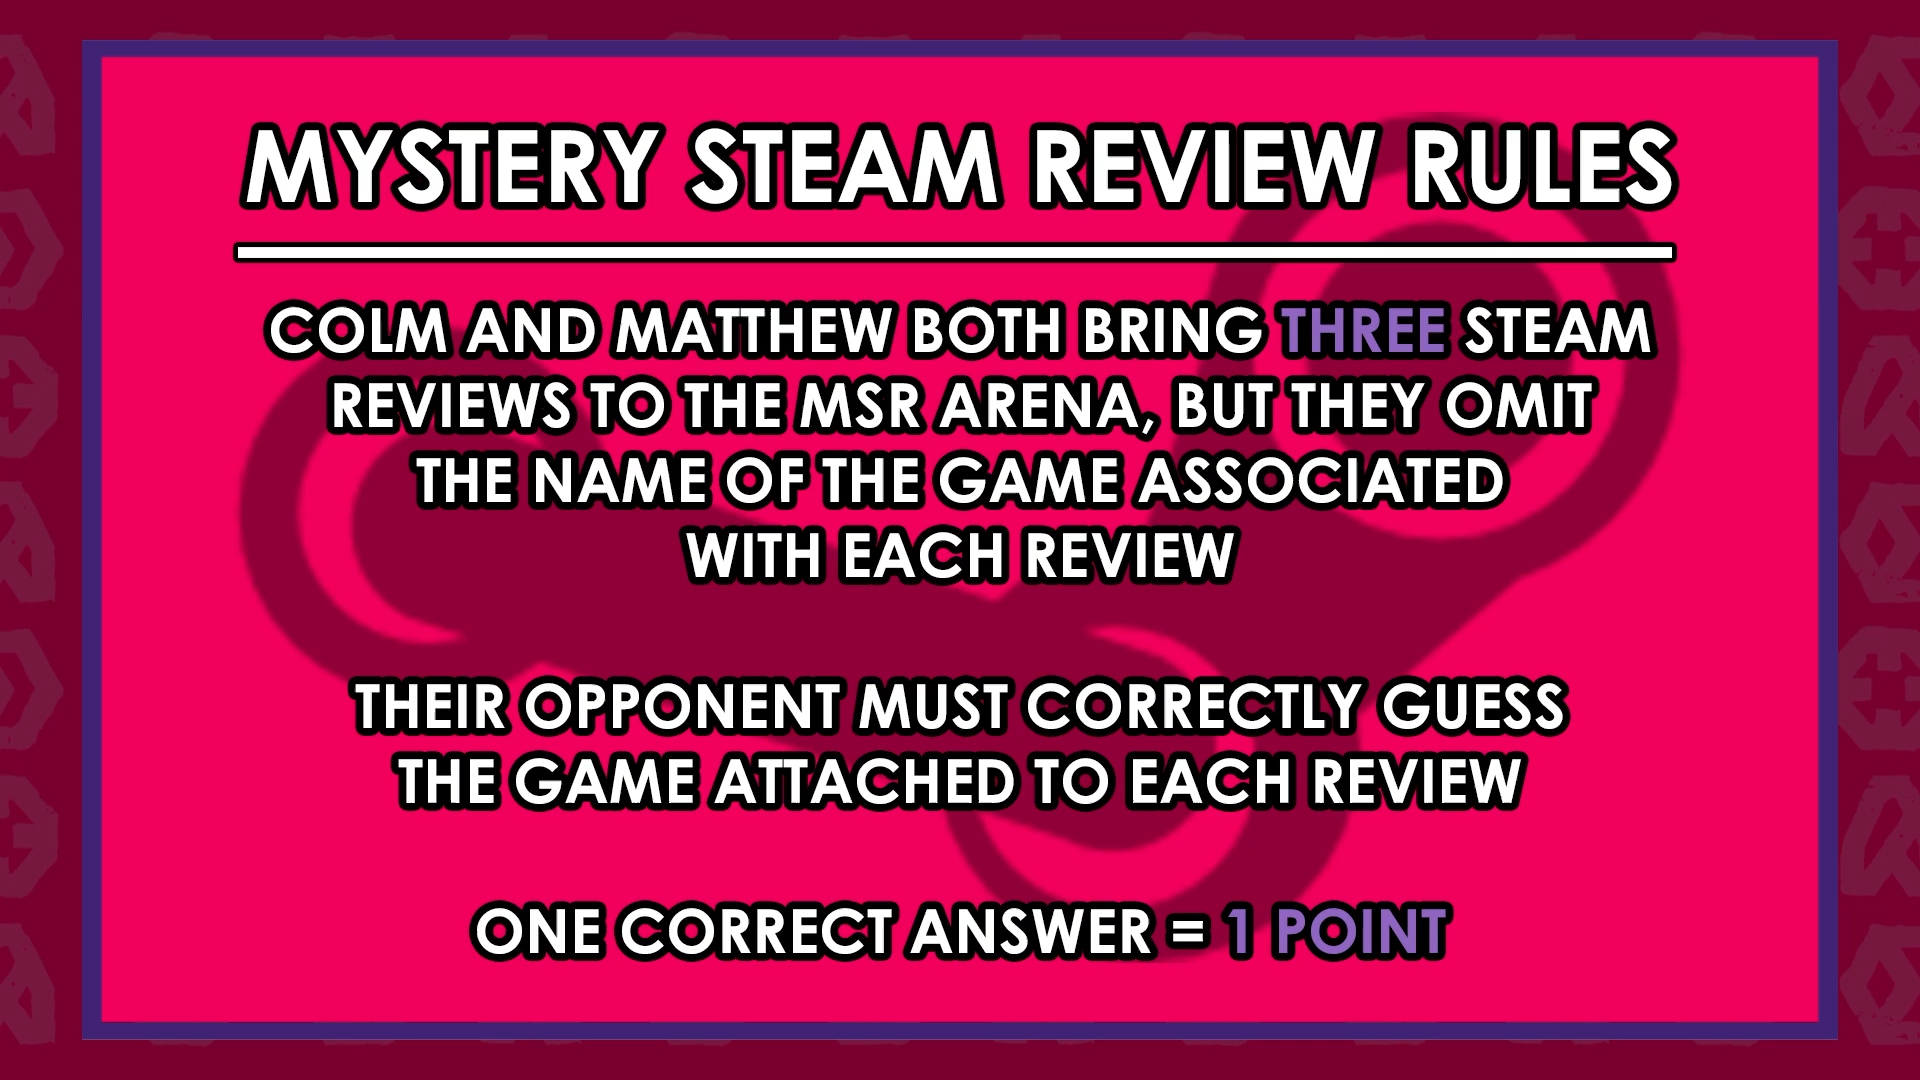 MYSTERY STEAM REVIEW RULES
COLM AND MATTHEW BOTH BRING THREE STEAM
REVIEWS TO THE MSR ARENA, BUT THEY OMIT
THE NAME OF THE GAME ASSOCIATED
WITH EACH REVIEW
THEIR OPPONENT MUST CORRECTLY GUESS
THE GAME ATTACHED TO EACH REVIEW
ONE CORRECT ANSWER = 1 POINT